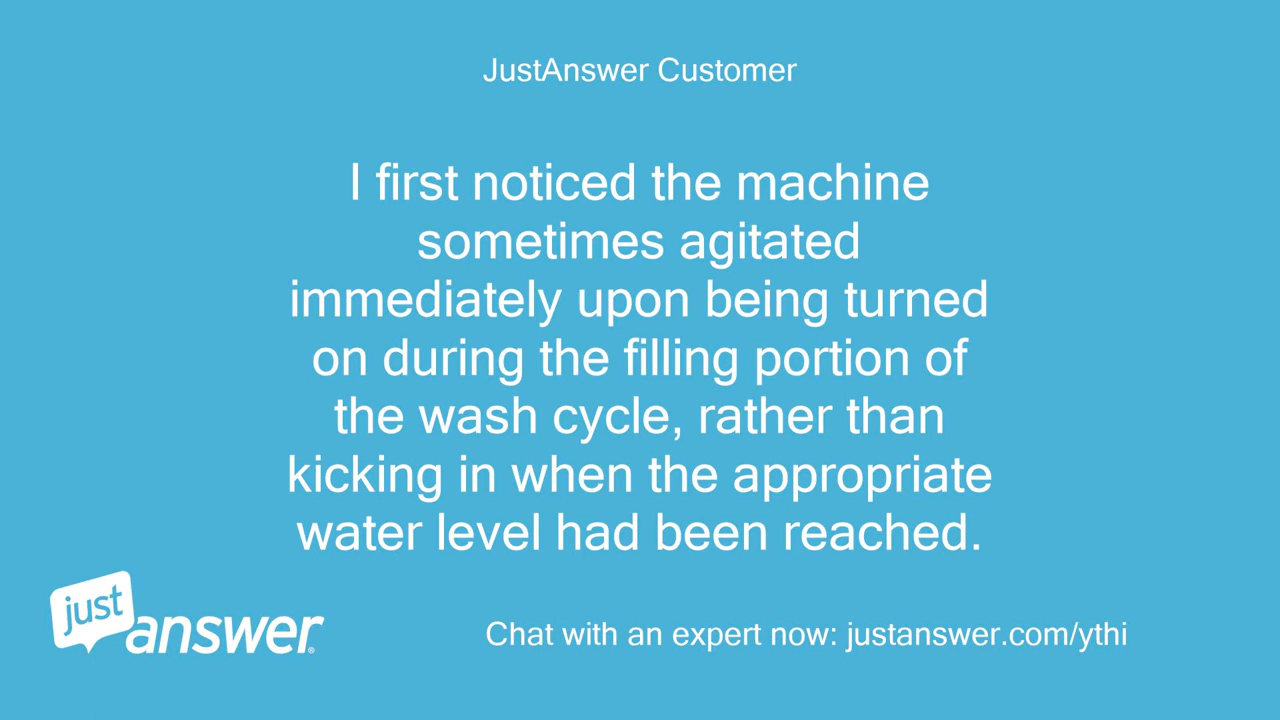 JustAnswer Customer
I first noticed the machine
sometimes agitated
immediately upon being turned
on during the filling portion of
the wash cycle, rather than
kicking in when the appropriate
water level had been reached.
just
answer®
Chat with an expert now: justanswer.com/ythi